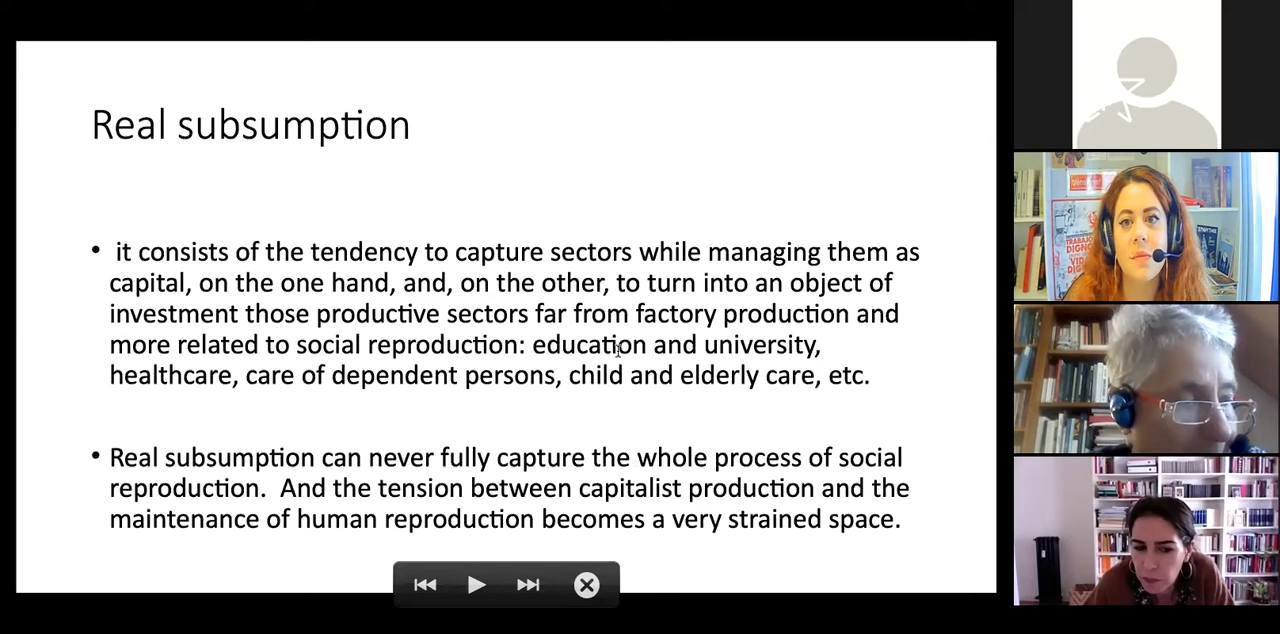 Real subsumption
• it consists of the tendency to capture sectors while managing them as
capital, on the one hand, and, on the other, to turn into an object of
investment those productive sectors far from factory production and
more related to social reproduction: education and university,
healthcare, care of dependent persons, child and elderly care, etc.
• Real subsumption can never fully capture the whole process of social
reproduction.  And the tension between capitalist production and the
maintenance of human reproduction becomes a very strained space.
TRABAJO
DIGNO
VIDA
DIGNA